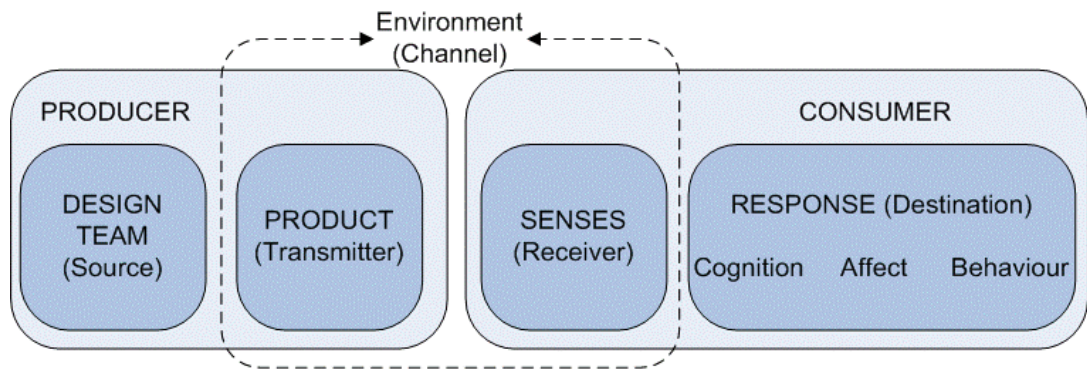 Environment
(Channel)
PRODUCER
CONSUMER
DESIGN
TEAM
(Source)
PRODUCT
(Transmitter)
SENSES
(Receiver)
RESPONSE (Destination)
Cognition Affect Behaviour